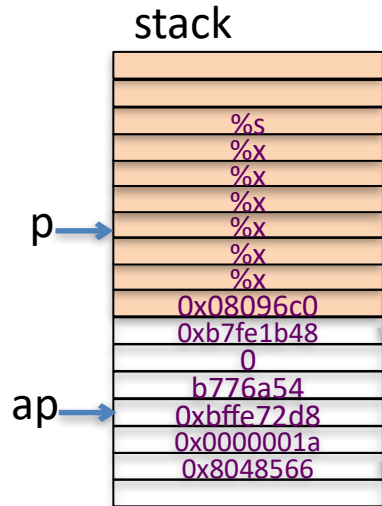 stack
%s
%x
%x
%x
p
%x
%x
%x
0x08096c0
0xb7fe1b48
0
b776a54
ap
0xbffe72d8
0x0000001a
0x8048566